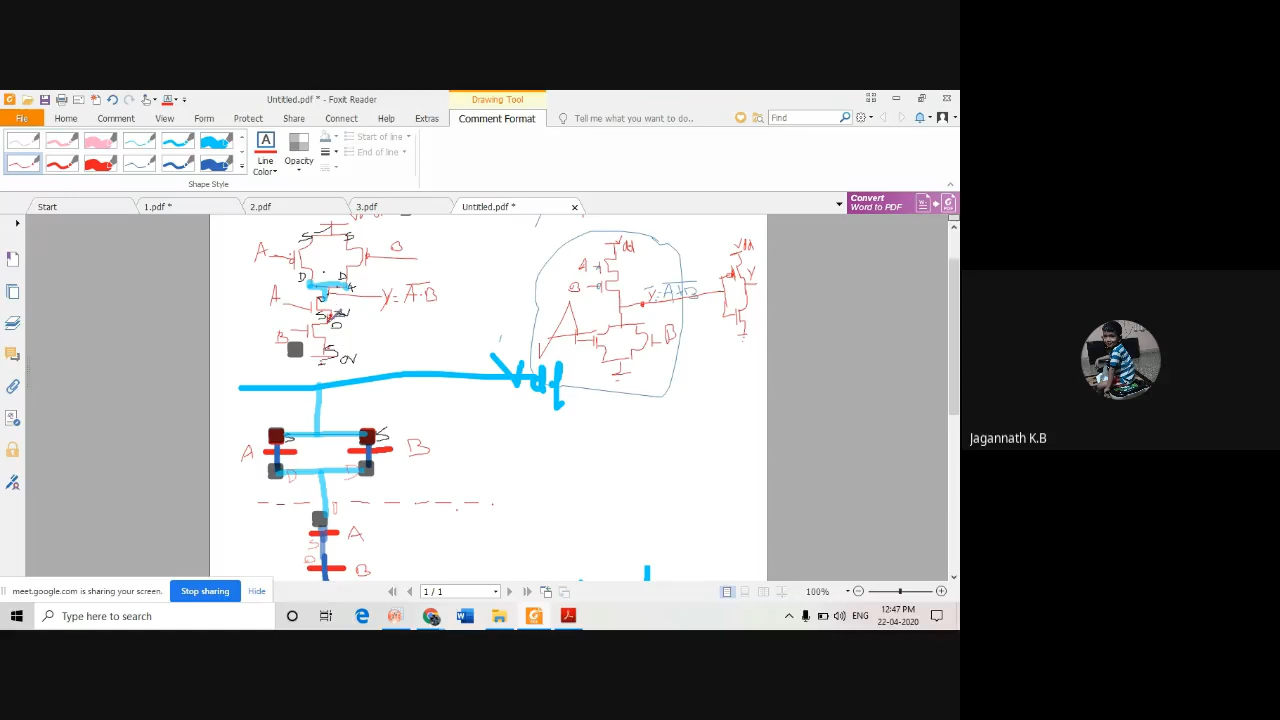 Untitled.pdf * - Foxit Reader
Drawing Tool
File
Home
Comment
View
Form
Protect
Share
Connect
Help
Extras
Comment Format
Tell me what you want to do..
Find
Line Color
Opacity
Start of line
End of line
Shape Style
Start
1.pdf *
2.pdf
3.pdf
Untitled.pdf *
Convert
Word to PDF
S
S
A
B
D
D
A
Y= A.B
S
D
B
S
0V
Vdd
A
B
Y=A+B
B
Vdd
Y
Vdd
S
S
A
B
D
D
D
A
S
D
B
meet.google.com is sharing your screen.
Stop sharing
Hide
1 / 1
100%
Type here to search
ENG
12:47 PM
22-04-2020
Jagannath K.B